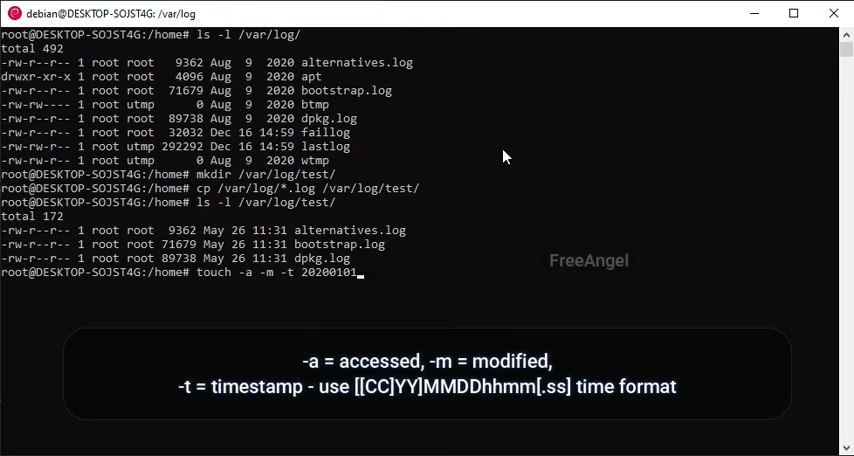 debian@DESKTOP-SOJST4G: /var/log
root@DESKTOP-SOJST4G:/home# ls -l /var/log/
total 492
-rw-r--r-- 1 root root   9362 Aug  9  2020 alternatives.log
drwxr-xr-x 1 root root   4096 Aug  9  2020 apt
-rw-r--r-- 1 root root  71679 Aug  9  2020 bootstrap.log
-rw-rw---- 1 root utmp      0 Aug  9  2020 btmp
-rw-r--r-- 1 root root  89738 Aug  9  2020 dpkg.log
-rw-r--r-- 1 root root  32032 Dec 16 14:59 faillog
-rw-rw-r-- 1 root utmp 292292 Dec 16 14:59 lastlog
-rw-rw-r-- 1 root utmp      0 Aug  9  2020 wtmp
root@DESKTOP-SOJST4G:/home# mkdir /var/log/test/
root@DESKTOP-SOJST4G:/home# cp /var/log/*.log /var/log/test/
root@DESKTOP-SOJST4G:/home# ls -l /var/log/test/
total 172
-rw-r--r-- 1 root root  9362 May 26 11:31 alternatives.log
-rw-r--r-- 1 root root 71679 May 26 11:31 bootstrap.log
-rw-r--r-- 1 root root 89738 May 26 11:31 dpkg.log
root@DESKTOP-SOJST4G:/home# touch -a -m -t 20200101
FreeAngel
-a = accessed, -m = modified,
-t = timestamp - use [[CC]YY]MMDDhhmm[.ss] time format